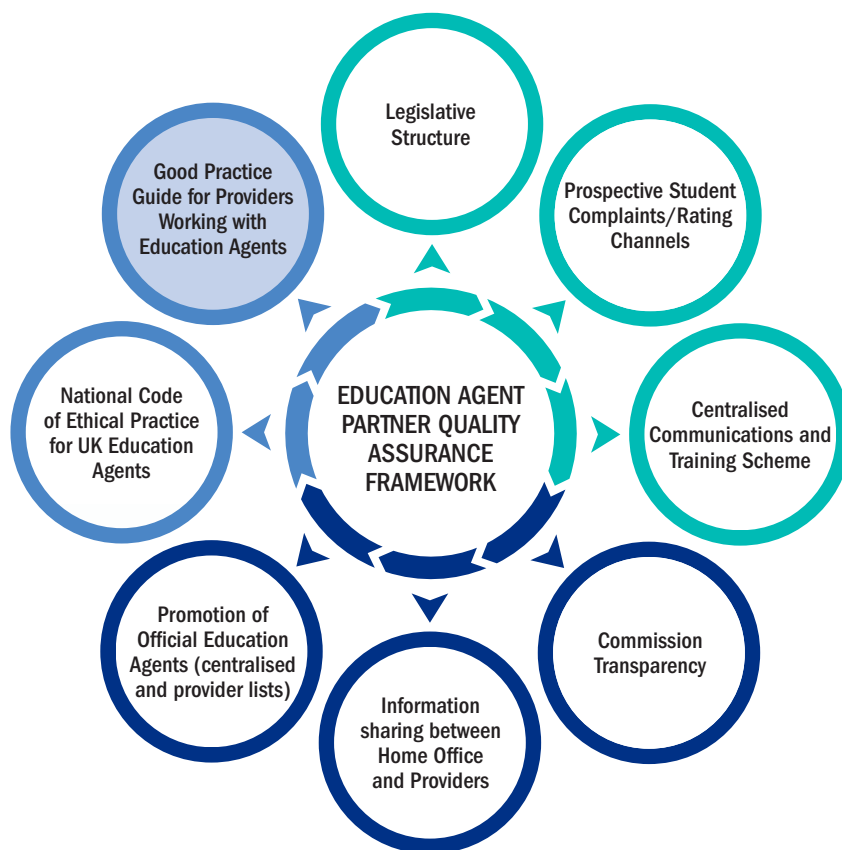 Legislative
Structure
Good Practice
Guide for Providers
Working with
Education Agents
Prospective Student
Complaints/Rating
Channels
National Code
of Ethical Practice
for UK Education
Agents
EDUCATION AGENT
PARTNER QUALITY
ASSURANCE
FRAMEWORK
Centralised
Communications and
Training Scheme
Promotion of
Official Education
Agents (centralised
and provider lists)
Commission
Transparency
Information
sharing between
Home Office
and Providers